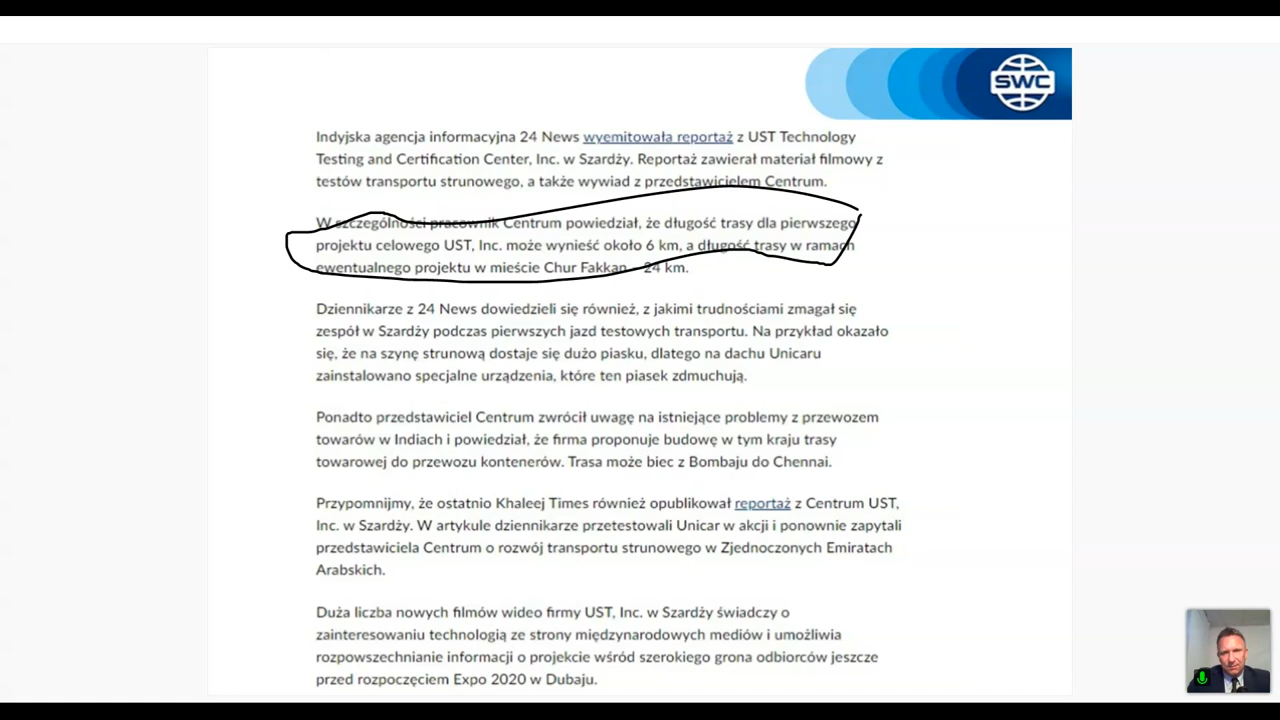 SWC
Indyjska agencja informacyjna 24 News wyemitowała reportaż z UST Technology
Testing and Certification Center, Inc. w Szardży. Reportaż zawierał materiał filmowy z
testów transportu strunowego, a także wywiad z przedstawicielem Centrum.
W szczególności pracownik Centrum powiedział, że długość trasy dla pierwszego
projektu celowego UST, Inc. może wynieść około 6 km, a długość trasy w ramach
ewentualnego projektu w mieście Chur Fakkan – 24 km.
Dziennikarze z 24 News dowiedzieli się również, z jakimi trudnościami zmagał się
zespół w Szardży podczas pierwszych jazd testowych transportu. Na przykład okazało
się, że na szynę strunową dostaje się dużo piasku, dlatego na dachu Unicaru
zainstalowano specjalne urządzenia, które ten piasek zdmuchują.
Ponadto przedstawiciel Centrum zwrócił uwagę na istniejące problemy z przewozem
towarów w Indiach i powiedział, że firma proponuje budowę w tym kraju trasy
towarowej do przewozu kontenerów. Trasa może biec z Bombaju do Chennai.
Przypomnijmy, że ostatnio Khaleej Times również opublikował reportaż z Centrum UST,
Inc. w Szardży. W artykule dziennikarze przetestowali Unicar w akcji i ponownie zapytali
przedstawiciela Centrum o rozwój transportu strunowego w Zjednoczonych Emiratach
Arabskich.
Duża liczba nowych filmów wideo firmy UST, Inc. w Szardży świadczy o
zainteresowaniu technologią ze strony międzynarodowych mediów i umożliwia
rozpowszechnianie informacji o projekcie wśród szerokiego grona odbiorców jeszcze
przed rozpoczęciem Expo 2020 w Dubaju.